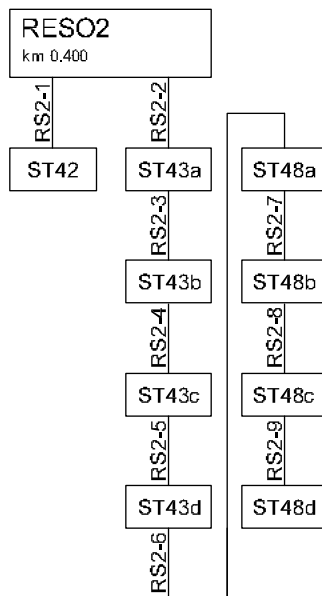 RESO2
km 0.400
RS2-1
RS2-2
ST42
ST43a
RS2-3
ST43b
RS2-4
ST43c
RS2-5
ST43d
RS2-6
ST48a
RS2-7
ST48b
RS2-8
ST48c
RS2-9
ST48d